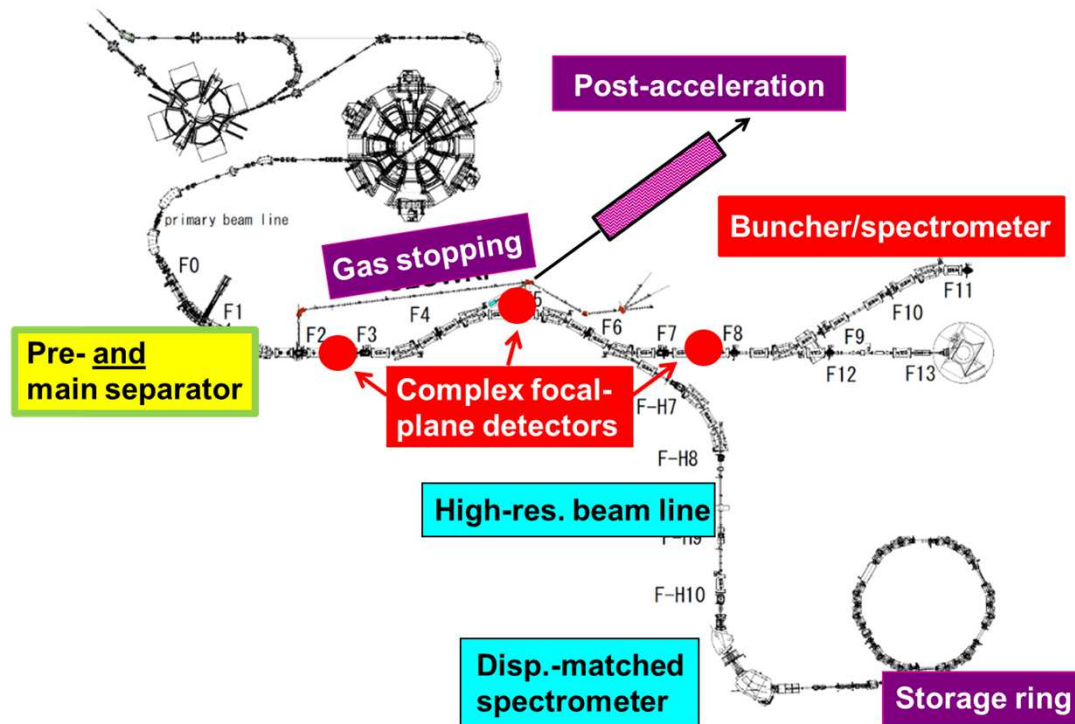 Post-acceleration
primary beam line
Buncher/spectrometer
Gas stopping
F0
F1
F2
F3
F4
5
F6
F7
F8
F9
F10
F11
F12
F13
Pre- and
main separator
Complex focal-
plane detectors
F-H7
F-H8
High-res. beam line
F-H9
F-H10
Disp.-matched
spectrometer
Storage ring